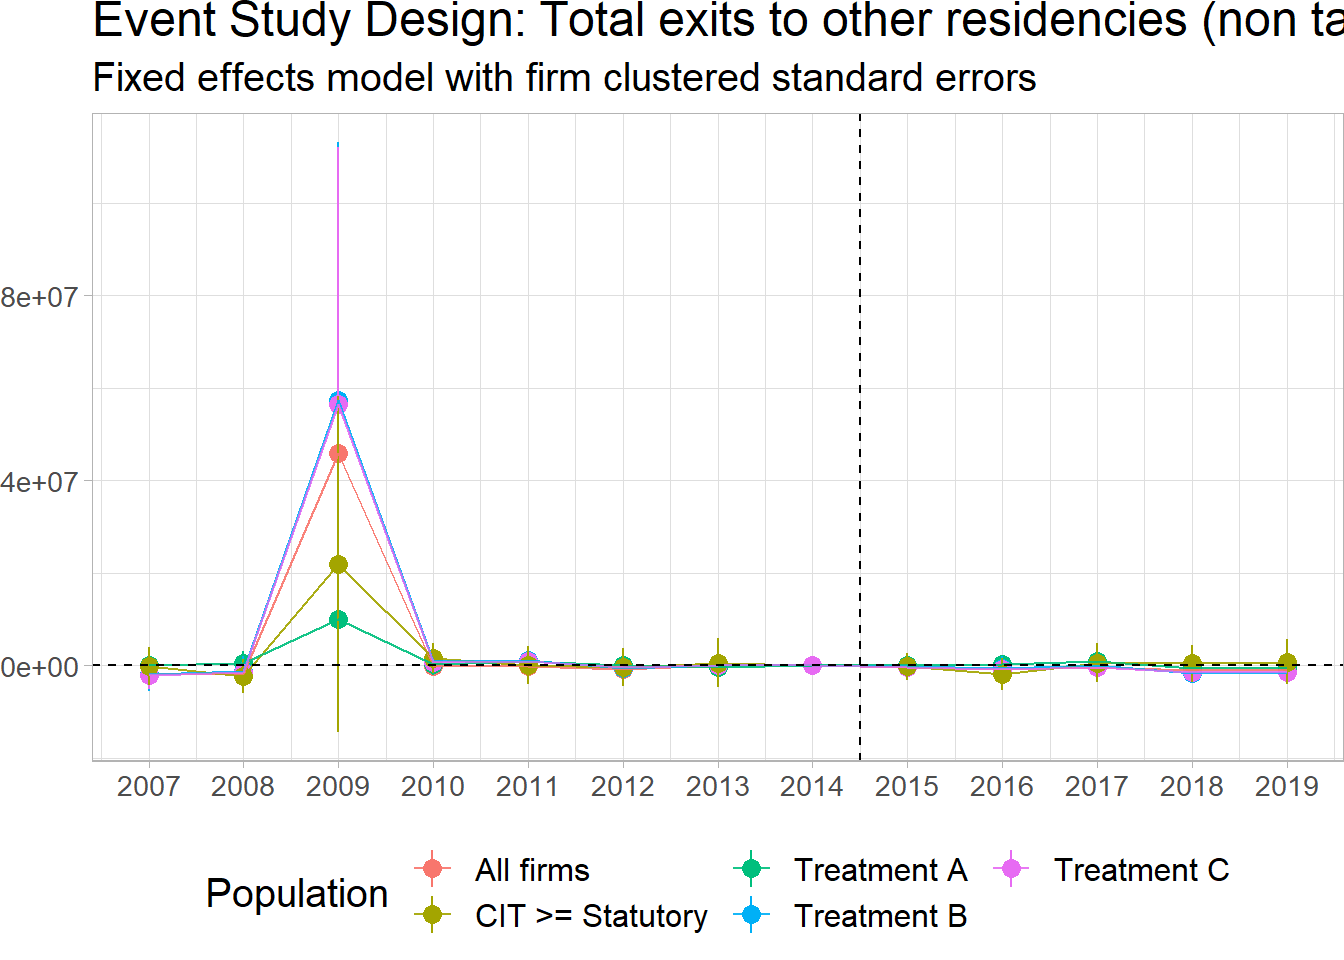 Event Study Design: Total exits to other residencies (non ta
Fixed effects model with firm clustered standard errors
8e+07
4e+07
0e+00
2007 2008 2009 2010 2011 2012 2013 2014 2015 2016 2017 2018 2019
Population
All firms
CIT >= Statutory
Treatment A
Treatment B
Treatment C